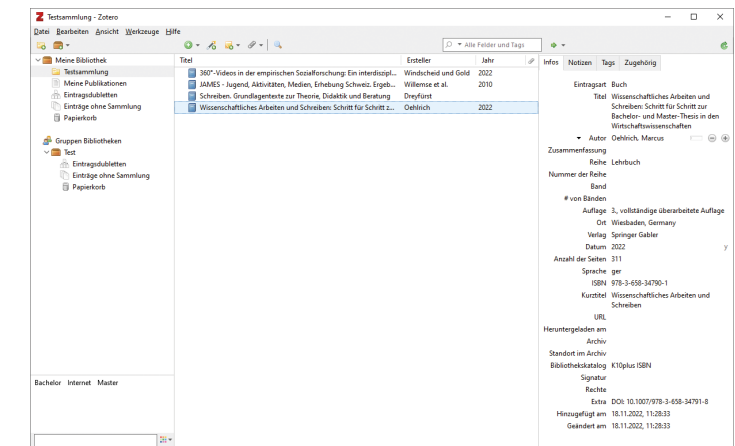 Testsammlung - Zotero
Datei Bearbeiten Ansicht Werkzeuge Hilfe
Alle Felder und Tags
Meine Bibliothek
Testsammlung
Meine Publikationen
Eintragsdubletten
Einträge ohne Sammlung
Papierkorb
Gruppen Bibliotheken
Test
Eintragsdubletten
Einträge ohne Sammlung
Papierkorb
Bachelor Internet Master
Titel Ersteller Jahr
360°-Videos in der empirischen Sozialforschung: Ein interdiszipl... Windscheid und Gold 2022
JAMES - Jugend, Aktivitäten, Medien, Erhebung Schweiz. Ergeb... Willemse et al. 2010
Schreiben. Grundlagentexte zur Theorie, Didaktik und Beratung Dreyfürst
Wissenschaftliches Arbeiten und Schreiben: Schritt für Schritt z... Oehlrich 2022
Infos Notizen Tags Zugehörig
Eintragsart Buch
Titel Wissenschaftliches Arbeiten und
Schreiben: Schritt für Schritt zur
Bachelor- und Master-Thesis in den
Wirtschaftswissenschaften
Autor Oehlrich, Marcus
Zusammenfassung
Reihe Lehrbuch
Nummer der Reihe
Band
# von Bänden
Auflage 3., vollständige überarbeitete Auflage
Ort Wiesbaden, Germany
Verlag Springer Gabler
Datum 2022 y
Anzahl der Seiten 311
Sprache ger
ISBN 978-3-658-34790-1
Kurztitel Wissenschaftliches Arbeiten und
Schreiben
URL
Heruntergeladen am
Archiv
Standort im Archiv
Bibliothekskatalog K10plus ISBN
Signatur
Rechte
Extra DOI: 10.1007/978-3-658-34791-8
Hinzugefügt am 18.11.2022, 11:28:33
Geändert am 18.11.2022, 11:28:33